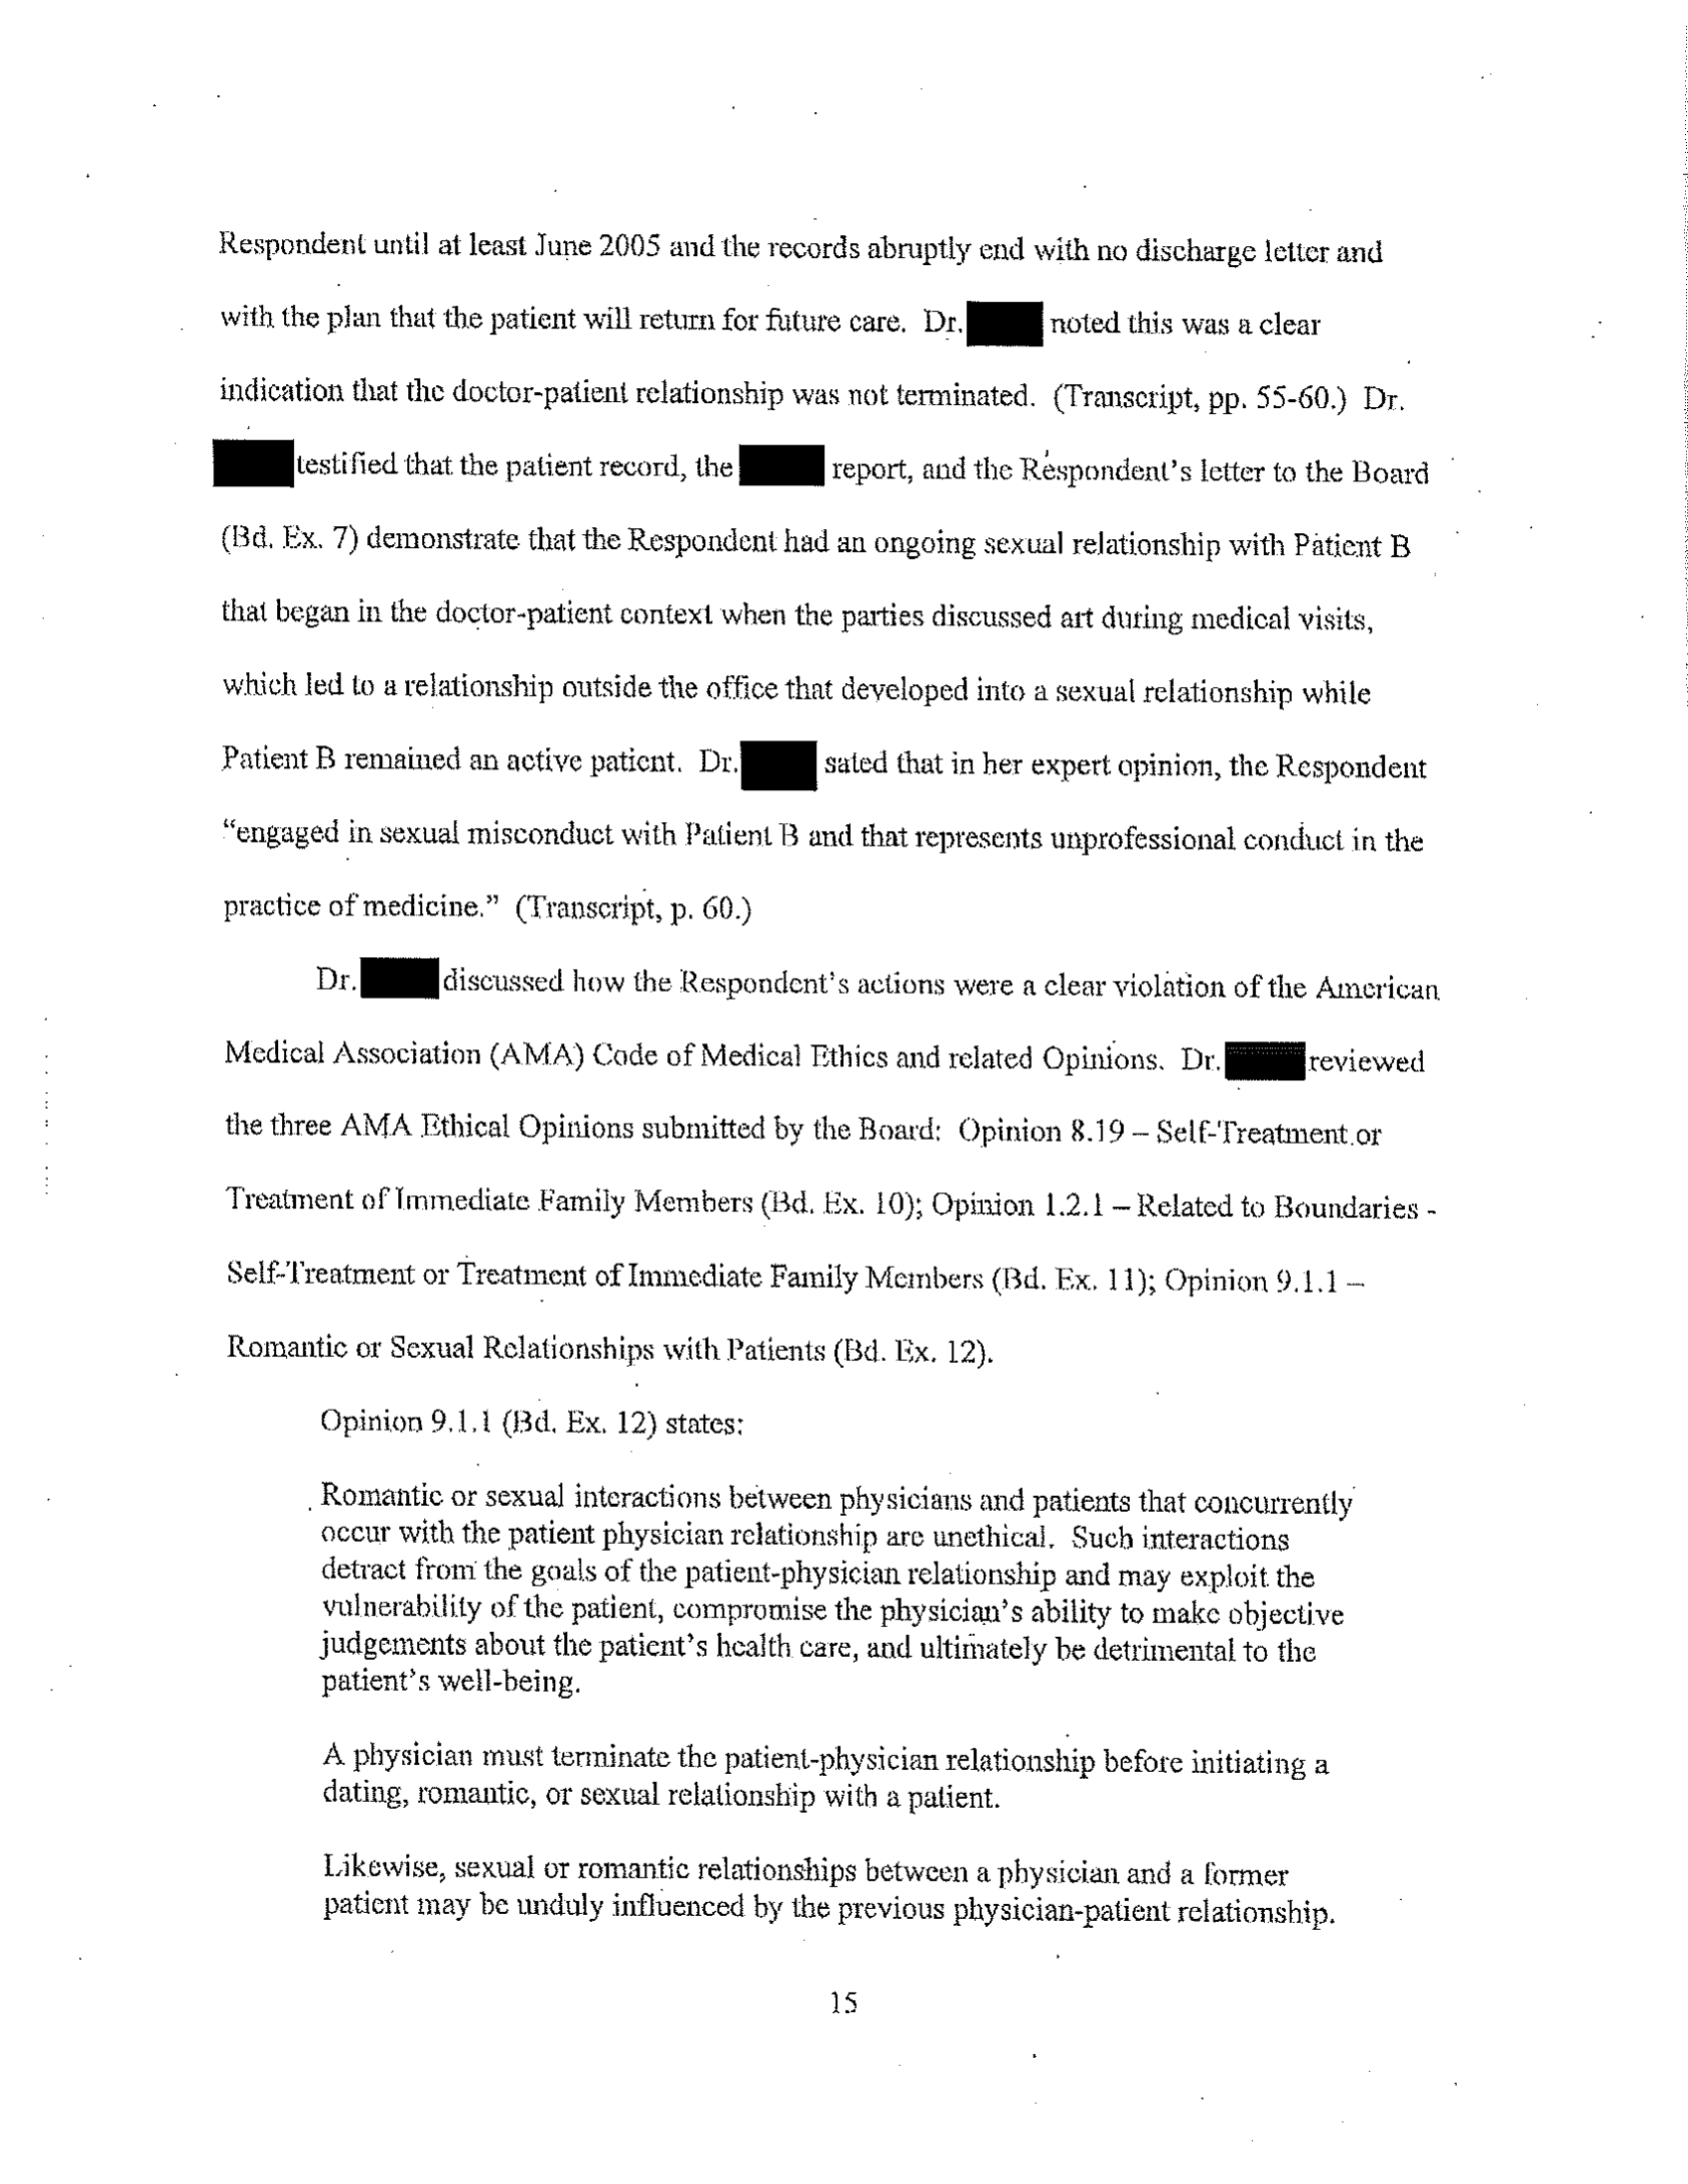 Respondent until at least June 2005 and the records abruptly end with no discharge letter and
with the plan that the patient will return for future care. Dr. noted this was a clear
indication that the doctor-patient relationship was not terminated. (Transcript, pp. 55-60.) Dr.
testified that the patient record, the report, and the Respondent's letter to the Board
(Bd. Ex. 7) demonstrate that the Respondent had an ongoing sexual relationship with Patient B
that began in the doctor-patient context when the parties discussed art during medical visits,
which led to a relationship outside the office that developed into a sexual relationship while
Patient B remained an active patient. Dr. sated that in her expert opinion, the Respondent
“engaged in sexual misconduct with Patient B and that represents unprofessional conduct in the
practice of medicine.” (Transcript, p. 60.)
Dr. discussed how the Respondent's actions were a clear violation of the American
Medical Association (AMA) Code of Medical Ethics and related Opinions. Dr. reviewed
the three AMA Ethical Opinions submitted by the Board: Opinion 8.19 – Self-Treatment or
Treatment of Immediate Family Members (Bd. Ex. 10); Opinion 1.2.1 – Related to Boundaries -
Self-Treatment or Treatment of Immediate Family Members (Bd. Ex. 11); Opinion 9.1.1 –
Romantic or Sexual Relationships with Patients (Bd. Ex. 12).
Opinion 9.1.1 (Bd. Ex. 12) states:
Romantic or sexual interactions between physicians and patients that concurrently
occur with the patient physician relationship are unethical. Such interactions
detract from the goals of the patient-physician relationship and may exploit the
vulnerability of the patient, compromise the physician's ability to make objective
judgements about the patient's health care, and ultimately be detrimental to the
patient's well-being.
A physician must terminate the patient-physician relationship before initiating a
dating, romantic, or sexual relationship with a patient.
Likewise, sexual or romantic relationships between a physician and a former
patient may be unduly influenced by the previous physician-patient relationship.
15